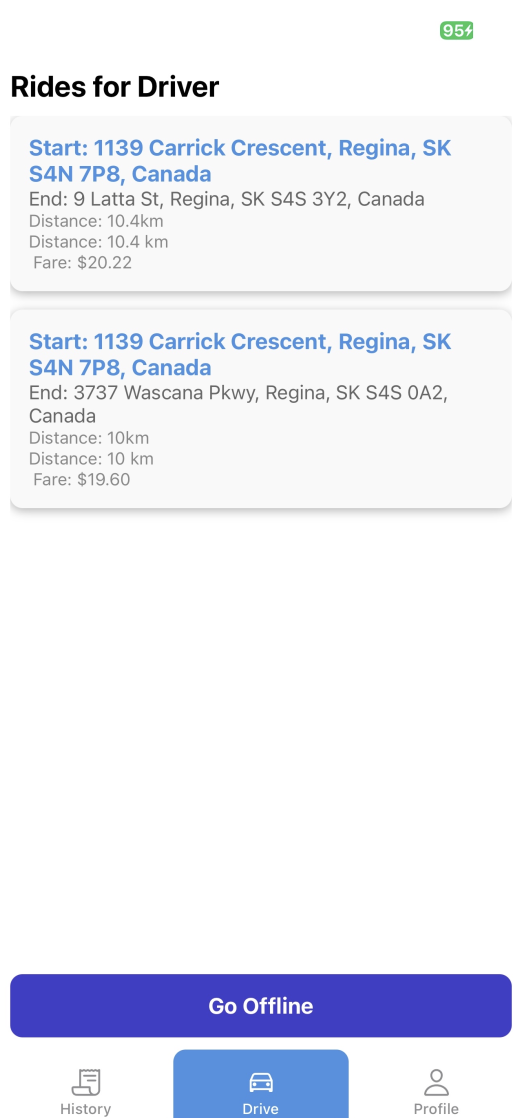 95
Rides for Driver
Start: 1139 Carrick Crescent, Regina, SK
S4N 7P8, Canada
End: 9 Latta St, Regina, SK S4S 3Y2, Canada
Distance: 10.4km
Distance: 10.4 km
Fare: $20.22
Start: 1139 Carrick Crescent, Regina, SK
S4N 7P8, Canada
End: 3737 Wascana Pkwy, Regina, SK S4S 0A2,
Canada
Distance: 10km
Distance: 10 km
Fare: $19.60
Go Offline
History
Drive
Profile